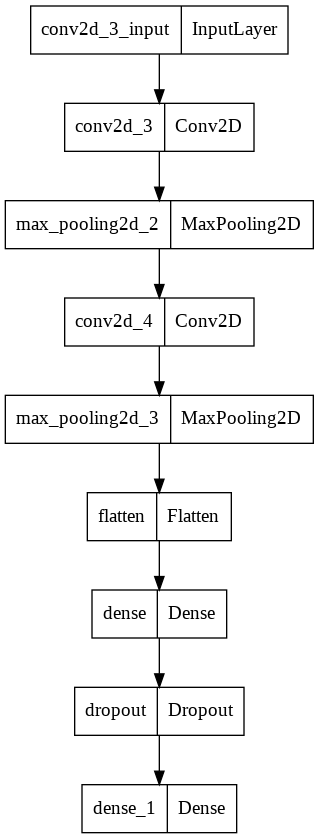 conv2d_3_input InputLayer
conv2d_3 Conv2D
max_pooling2d_2 MaxPooling2D
conv2d_4 Conv2D
max_pooling2d_3 MaxPooling2D
flatten Flatten
dense Dense
dropout Dropout
dense_1 Dense